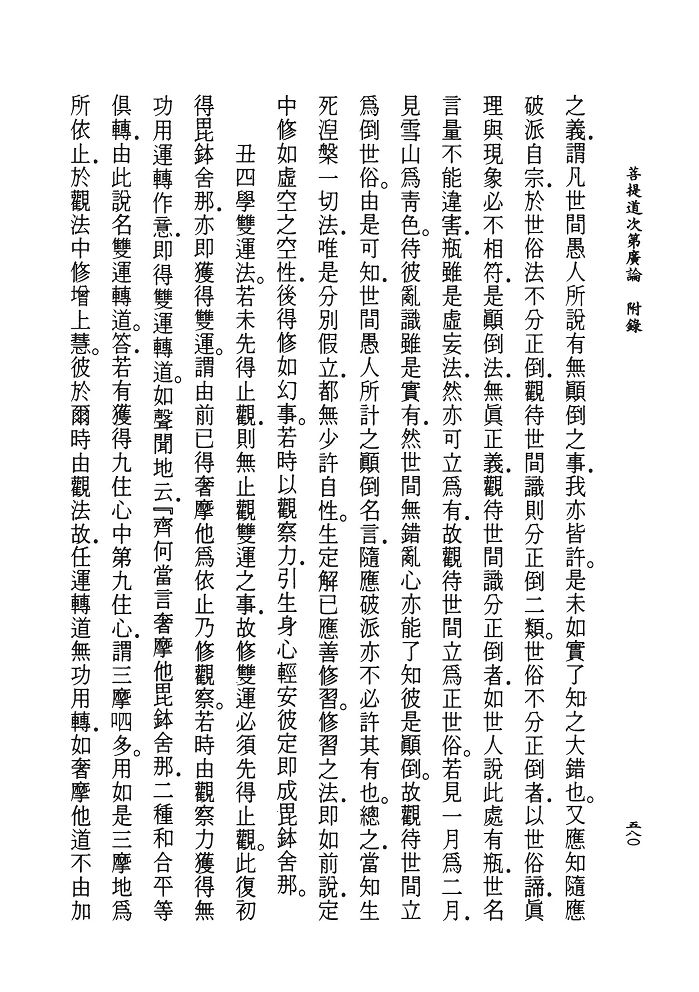 菩提道次第廣論　附錄
五八〇
之義．謂凡世間愚人所說有無顚倒之事．我亦皆許。是未如實了知之大錯也。又應知隨應
破派自宗．於世俗法不分正倒．觀待世間識則分正倒二類。世俗不分正倒者．以世俗諦．眞
理與現象必不相符．是顚倒法．無眞正義．觀待世間識分正倒者．如世人說此處有瓶．世名
言量不能違害．瓶雖是虛妄法．然亦可立爲有．故觀待世間立爲正世俗。若見一月爲二月．
見雪山爲青色。待彼亂識雖是實有．然世間無錯亂心亦能了知彼是顚倒。故觀待世間立
爲倒世俗。由是可知．世間愚人所計之顚倒名言．隨應破派亦不必許其有也。總之．當知生
死涅槃一切法．唯是分別假立．都無少許自性。生定解已應善修習。修習之法．即如前說．定
中修如虛空之空性．後得修如幻事。若時以觀察力．引生身心輕安彼定即成毘鉢舍那。
丑四學雙運法。若未先得止觀．則無止觀雙運之事．故修雙運必須先得止觀。此復初
得毘鉢舍那．亦即獲得雙運。謂由前已得奢摩他爲依止乃修觀察。若時由觀察力獲得無
功用運轉作意．即得雙運轉道。如聲聞地云．『齊何當言奢摩他毘鉢舍那．二種和合平等
俱轉．由此說名雙運轉道。答．若有獲得九住心中第九住心．謂三摩呬多。用如是三摩地爲
所依止．於觀法中修增上慧。彼於爾時由觀法故．任運轉道無功用轉．如奢摩他道不由加